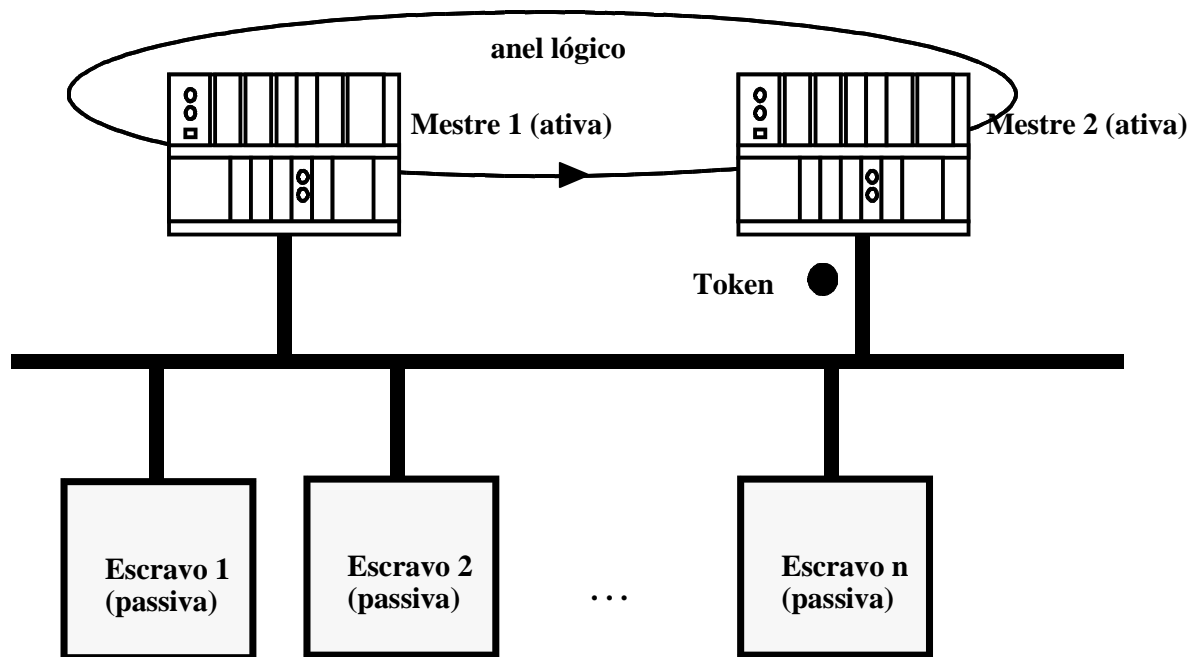 anel lógico
Mestre 1 (ativa)
Mestre 2 (ativa)
Token
Escravo 1
(passiva)
Escravo 2
(passiva)
. . .
Escravo n
(passiva)